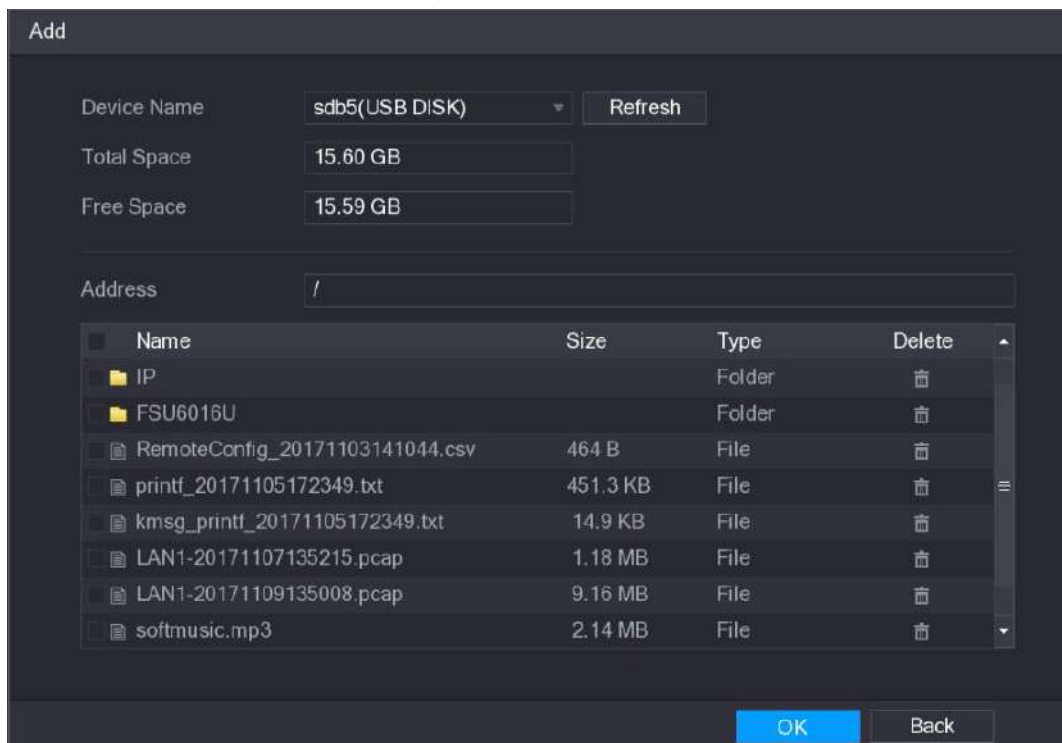 Add
Device Name sdb5(USB DISK) Refresh
Total Space 15.60 GB
Free Space 15.59 GB
Address /
Name Size Type Delete
IP Folder
FSU6016U Folder
RemoteConfig_20171103141044.csv 464 B File
printf_20171105172349.txt 451.3 KB File
kmsg_printf_20171105172349.txt 14.9 KB File
LAN1-20171107135215.pcap 1.18 MB File
LAN1-20171109135008.pcap 9.16 MB File
softmusic.mp3 2.14 MB File
OK Back